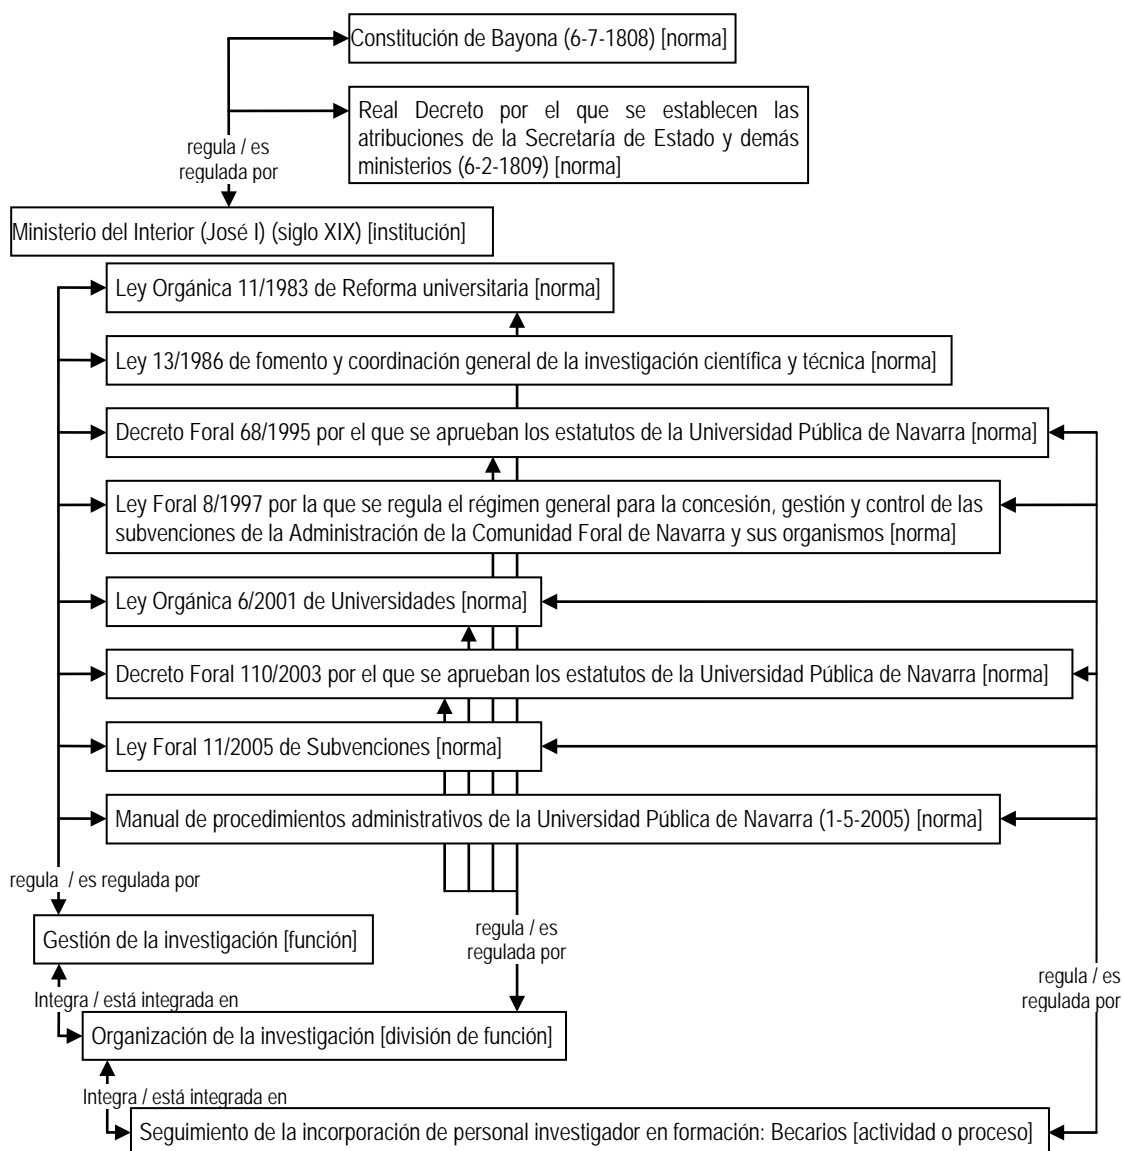 Constitución de Bayona (6-7-1808) [norma]
Real Decreto por el que se establecen las
atribuciones de la Secretaría de Estado y demás
ministerios (6-2-1809) [norma]
regula / es
regulada por
Ministerio del Interior (José I) (siglo XIX) [institución]
Ley Orgánica 11/1983 de Reforma universitaria [norma]
Ley 13/1986 de fomento y coordinación general de la investigación científica y técnica [norma]
Decreto Foral 68/1995 por el que se aprueban los estatutos de la Universidad Pública de Navarra [norma]
Ley Foral 8/1997 por la que se regula el régimen general para la concesión, gestión y control de las
subvenciones de la Administración de la Comunidad Foral de Navarra y sus organismos [norma]
Ley Orgánica 6/2001 de Universidades [norma]
Decreto Foral 110/2003 por el que se aprueban los estatutos de la Universidad Pública de Navarra [norma]
Ley Foral 11/2005 de Subvenciones [norma]
Manual de procedimientos administrativos de la Universidad Pública de Navarra (1-5-2005) [norma]
regula / es regulada por
Gestión de la investigación [función]
regula / es
regulada por
regula / es
regulada por
Integra / está integrada en
Organización de la investigación [división de función]
Integra / está integrada en
Seguimiento de la incorporación de personal investigador en formación: Becarios [actividad o proceso]